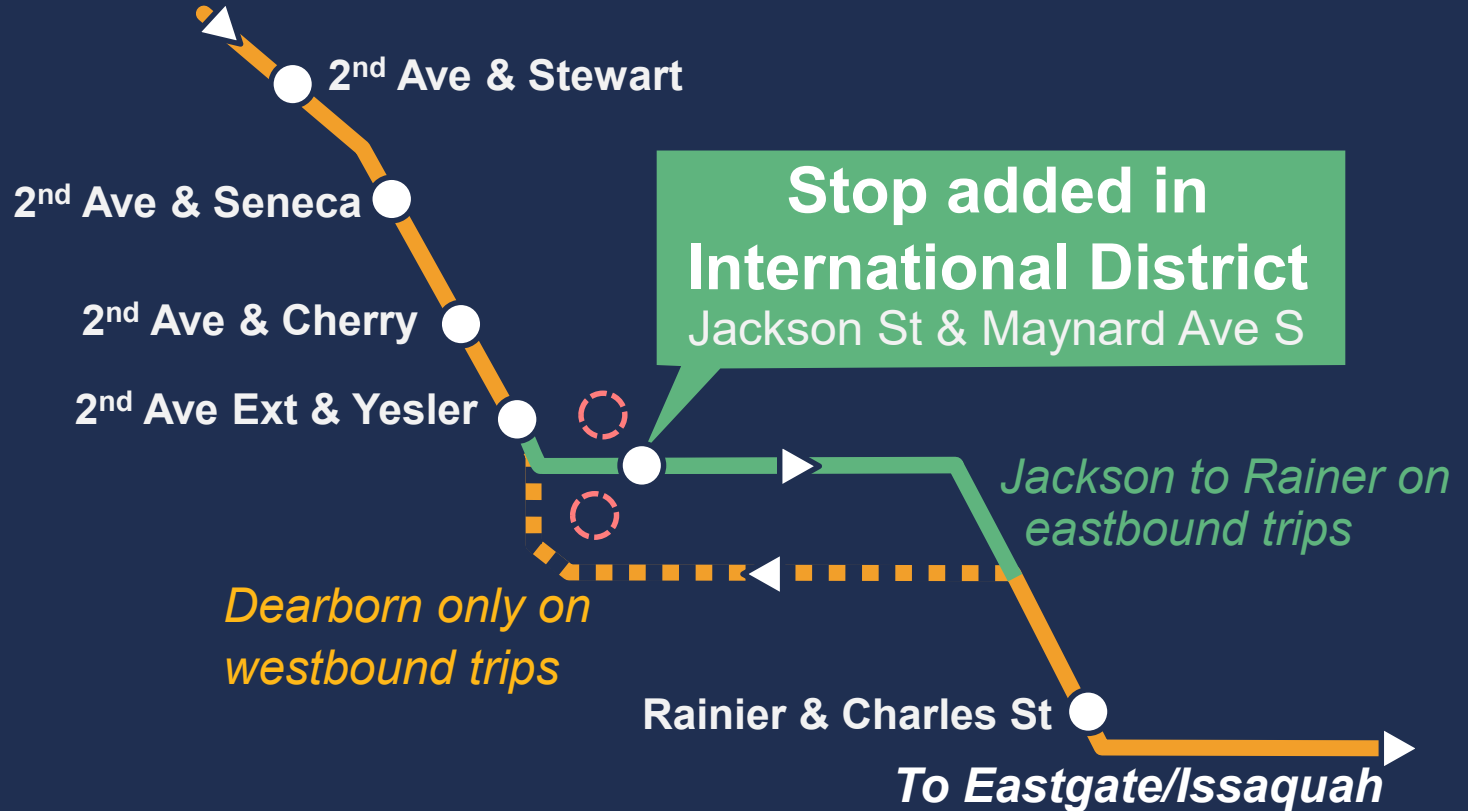 2nd Ave & Stewart
2nd Ave & Seneca
Stop added in
International District
Jackson St & Maynard Ave S
2nd Ave & Cherry
2nd Ave Ext & Yesler
Jackson to Rainer on
eastbound trips
Dearborn only on
westbound trips
Rainier & Charles St
To Eastgate/Issaquah